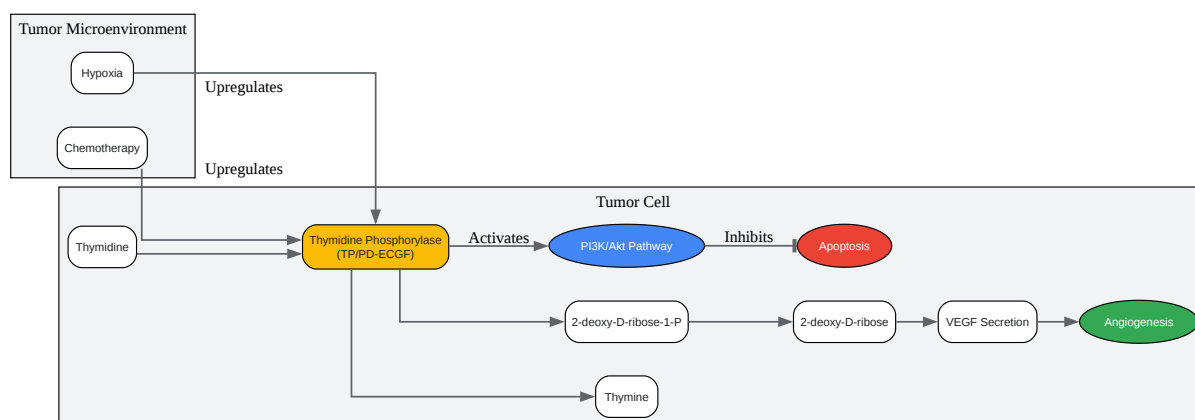 Tumor Microenvironment
Hypoxia
Upregulates
Chemotherapy
Upregulates
Tumor Cell
Thymidine
Thymidine Phosphorylase
(TP/PD-ECGF)
Activates
PI3K/Akt Pathway
Inhibits
Apoptosis
2-deoxy-D-ribose-1-P
2-deoxy-D-ribose
VEGF Secretion
Angiogenesis
Thymine